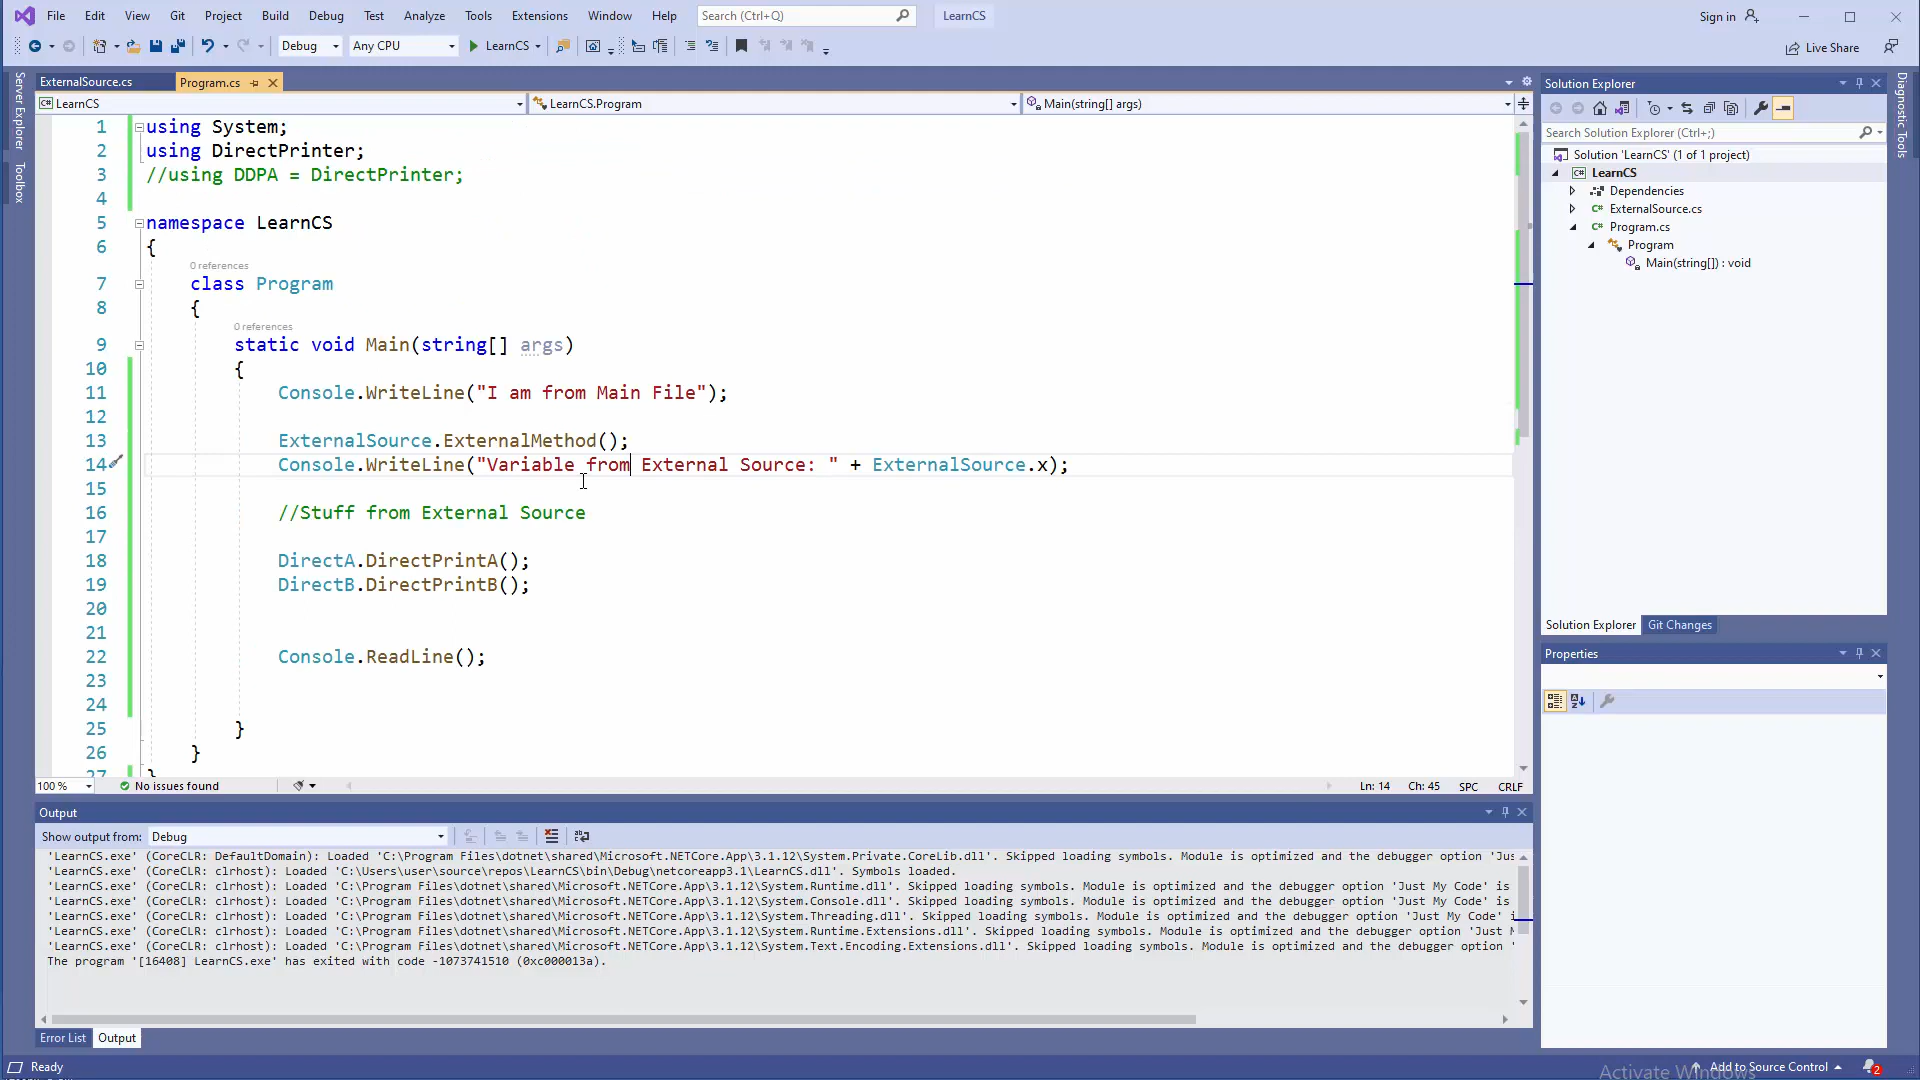 File Edit View Git Project Build Debug Test Analyze Tools Extensions Window Help Search (Ctrl+Q) LearnCS Sign in
Debug Any CPU LearnCS Live Share
Server Explorer
Toolbox
ExternalSource.cs Program.cs
LearnCS LearnCS.Program Main(string[] args)
1 using System;
2 using DirectPrinter;
3 //using DDPA = DirectPrinter;
4
5 namespace LearnCS
6 {
0 references
7 class Program
8 {
0 references
9 static void Main(string[] args)
10 {
11 Console.WriteLine("I am from Main File");
12
13 ExternalSource.ExternalMethod();
14 Console.WriteLine("Variable from External Source: " + ExternalSource.x);
15
16 //Stuff from External Source
17
18 DirectA.DirectPrintA();
19 DirectB.DirectPrintB();
20
21
22 Console.ReadLine();
23
24
25 }
26 }
27 }
100 % No issues found Ln: 14 Ch: 45 SPC CRLF
Output
Show output from: Debug
'LearnCS.exe' (CoreCLR: DefaultDomain): Loaded 'C:\Program Files\dotnet\shared\Microsoft.NETCore.App\3.1.12\System.Private.CoreLib.dll'. Skipped loading symbols. Module is optimized and the debugger option 'Jus
'LearnCS.exe' (CoreCLR: clrhost): Loaded 'C:\Users\user\source\repos\LearnCS\bin\Debug\netcoreapp3.1\LearnCS.dll'. Symbols loaded.
'LearnCS.exe' (CoreCLR: clrhost): Loaded 'C:\Program Files\dotnet\shared\Microsoft.NETCore.App\3.1.12\System.Runtime.dll'. Skipped loading symbols. Module is optimized and the debugger option 'Just My Code' is
'LearnCS.exe' (CoreCLR: clrhost): Loaded 'C:\Program Files\dotnet\shared\Microsoft.NETCore.App\3.1.12\System.Console.dll'. Skipped loading symbols. Module is optimized and the debugger option 'Just My Code' is
'LearnCS.exe' (CoreCLR: clrhost): Loaded 'C:\Program Files\dotnet\shared\Microsoft.NETCore.App\3.1.12\System.Threading.dll'. Skipped loading symbols. Module is optimized and the debugger option 'Just My Code' i
'LearnCS.exe' (CoreCLR: clrhost): Loaded 'C:\Program Files\dotnet\shared\Microsoft.NETCore.App\3.1.12\System.Runtime.Extensions.dll'. Skipped loading symbols. Module is optimized and the debugger option 'Just M
'LearnCS.exe' (CoreCLR: clrhost): Loaded 'C:\Program Files\dotnet\shared\Microsoft.NETCore.App\3.1.12\System.Text.Encoding.Extensions.dll'. Skipped loading symbols. Module is optimized and the debugger option '
The program '[16408] LearnCS.exe' has exited with code -1073741510 (0xc000013a).
Error List Output
Ready Add to Source Control 2
Activate Windows
Solution Explorer
Search Solution Explorer (Ctrl+;)
Solution 'LearnCS' (1 of 1 project)
LearnCS
Dependencies
ExternalSource.cs
Program.cs
Program
Main(string[]) : void
Solution Explorer Git Changes
Properties
Diagnostic Tools